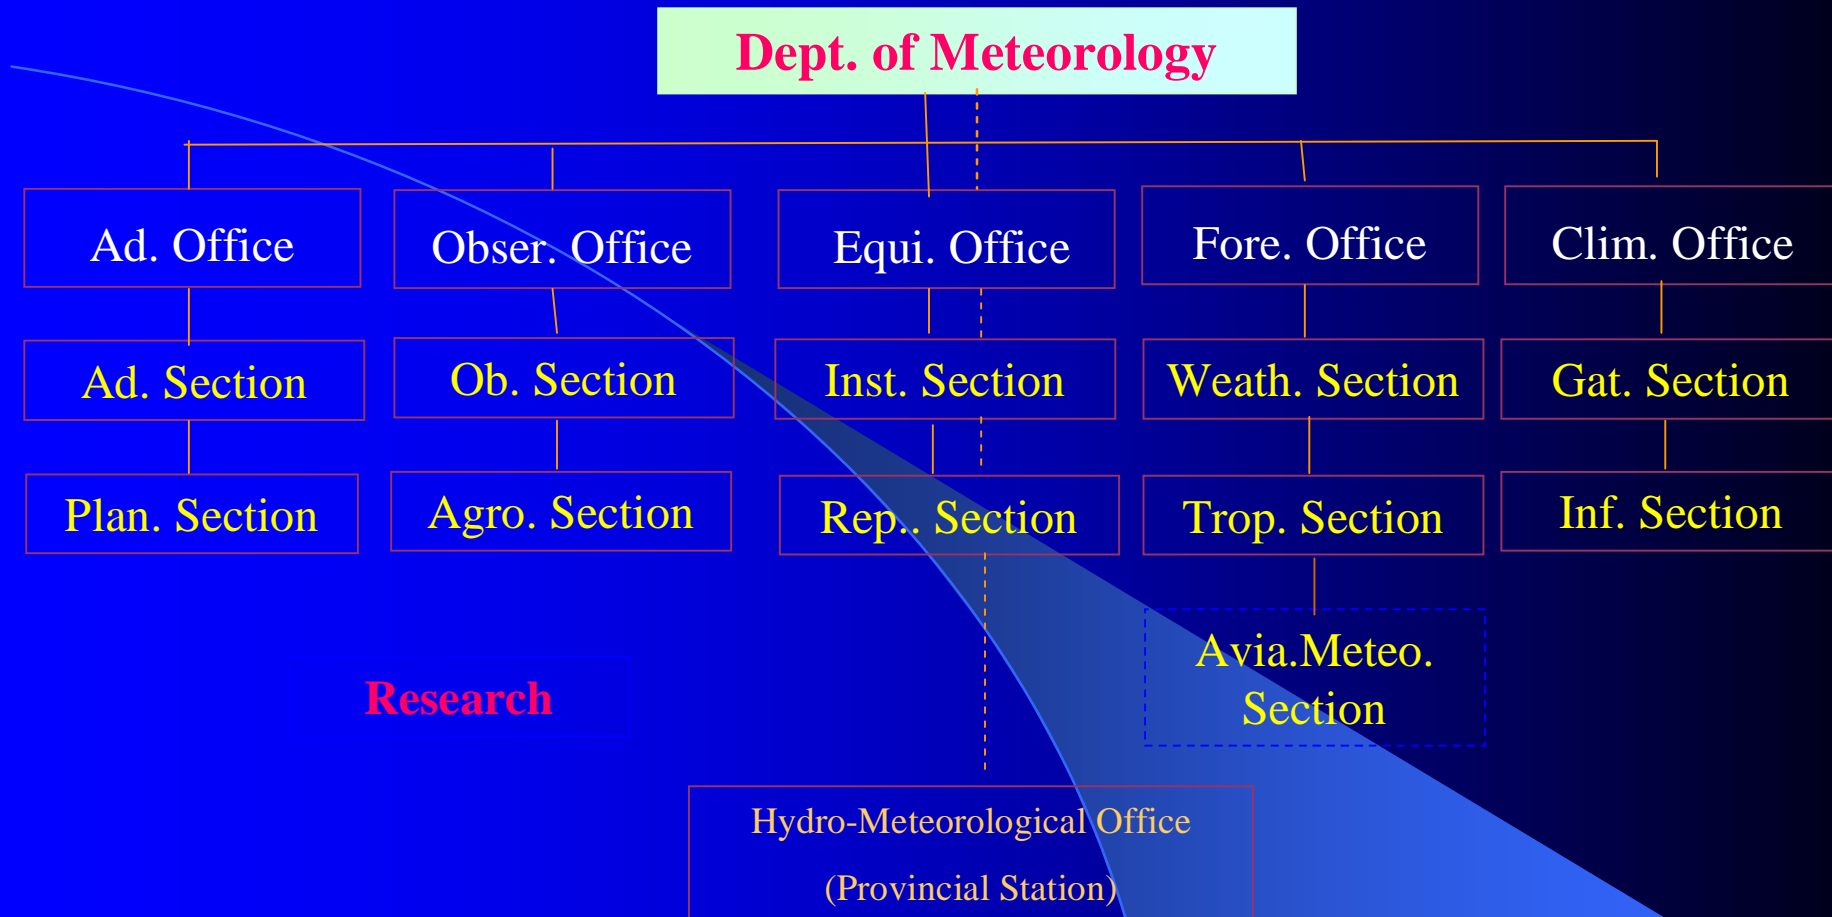 Dept. of Meteorology
Ad. Office
Obser. Office
Equi. Office
Fore. Office
Clim. Office
Ad. Section
Ob. Section
Inst. Section
Weath. Section
Gat. Section
Plan. Section
Agro. Section
Rep.. Section
Trop. Section
Inf. Section
Avia.Meteo.
Section
Research
Hydro-Meteorological Office
(Provincial Station)